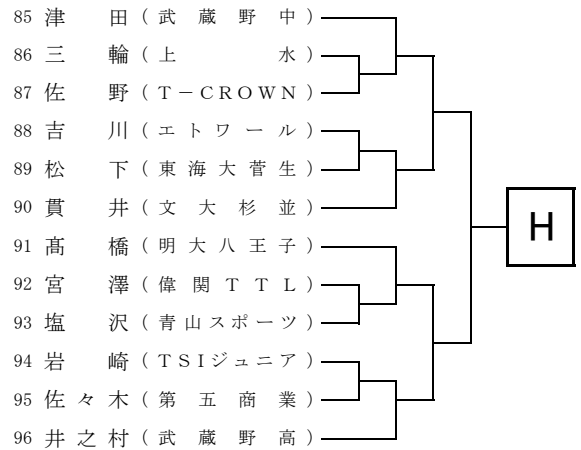 85 津田 (武蔵野中)
86 三輪 (上水)
87 佐野 (T－CROWN)
88 吉川 (エトワール)
89 松下 (東海大菅生)
90 貫井 (文大杉並)
91 髙橋 (明大八王子)
92 宮澤 (偉関TTL)
93 塩沢 (青山スポーツ)
94 岩崎 (TSIジュニア)
95 佐々木 (第五商業)
96 井之村 (武蔵野高)
H